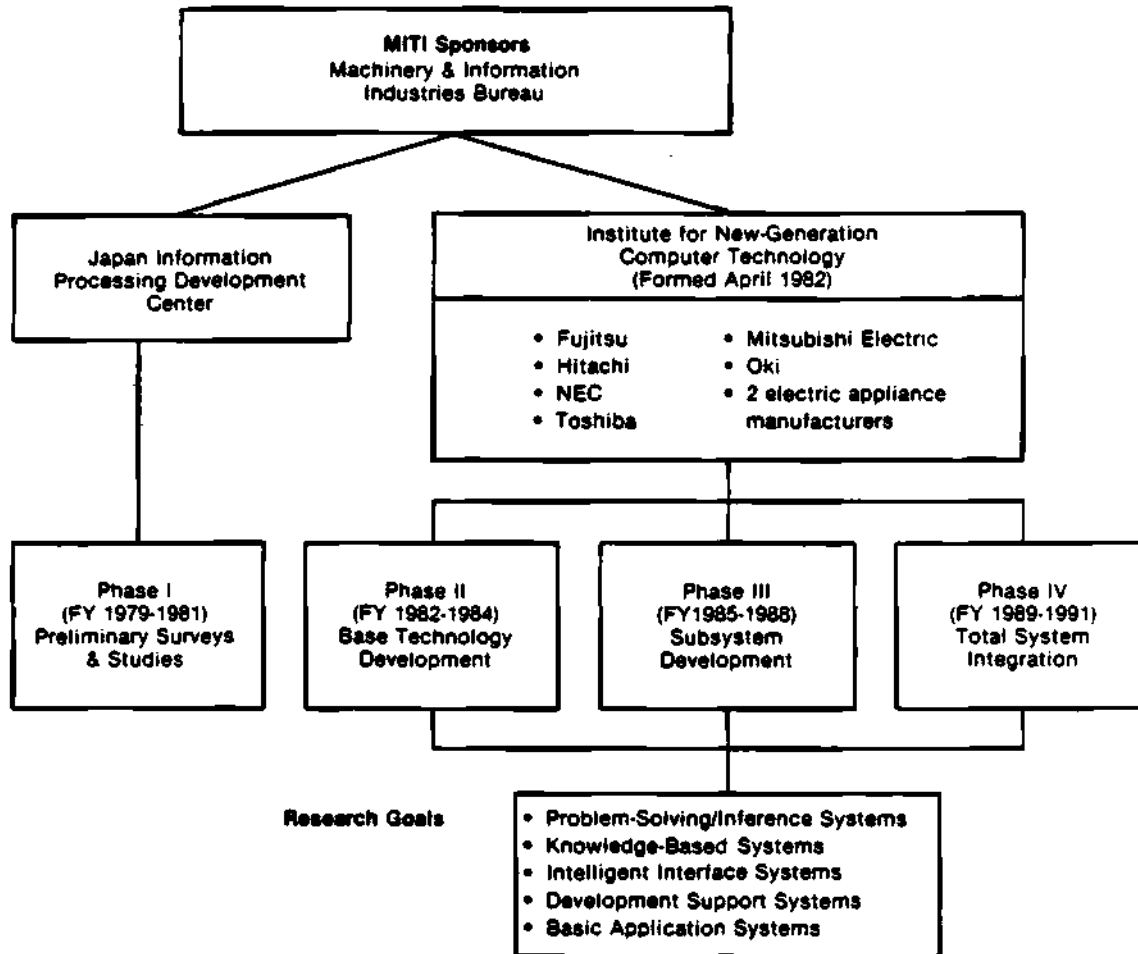 MITI Sponsors
Machinery & Information
Industries Bureau
Japan Information
Processing Development
Center
Institute for New-Generation
Computer Technology
(Formed April 1982)
• Fujitsu
• Hitachi
• NEC
• Toshiba
• Mitsubishi Electric
• Oki
• 2 electric appliance
manufacturers
Phase I
(FY 1979-1981)
Preliminary Surveys
& Studies
Phase II
(FY 1982-1984)
Base Technology
Development
Phase III
(FY1985-1988)
Subsystem
Development
Phase IV
(FY 1989-1991)
Total System
Integration
Research Goals
• Problem-Solving/Inference Systems
• Knowledge-Based Systems
• Intelligent Interface Systems
• Development Support Systems
• Basic Application Systems